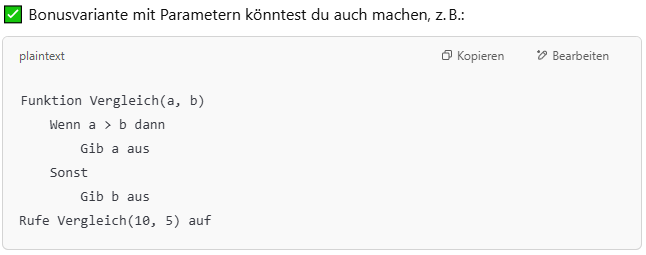 ✅ Bonusvariante mit Parametern könntest du auch machen, z. B.:
plaintext Kopieren Bearbeiten
Funktion Vergleich(a, b)
    Wenn a > b dann
        Gib a aus
    Sonst
        Gib b aus
Rufe Vergleich(10, 5) auf